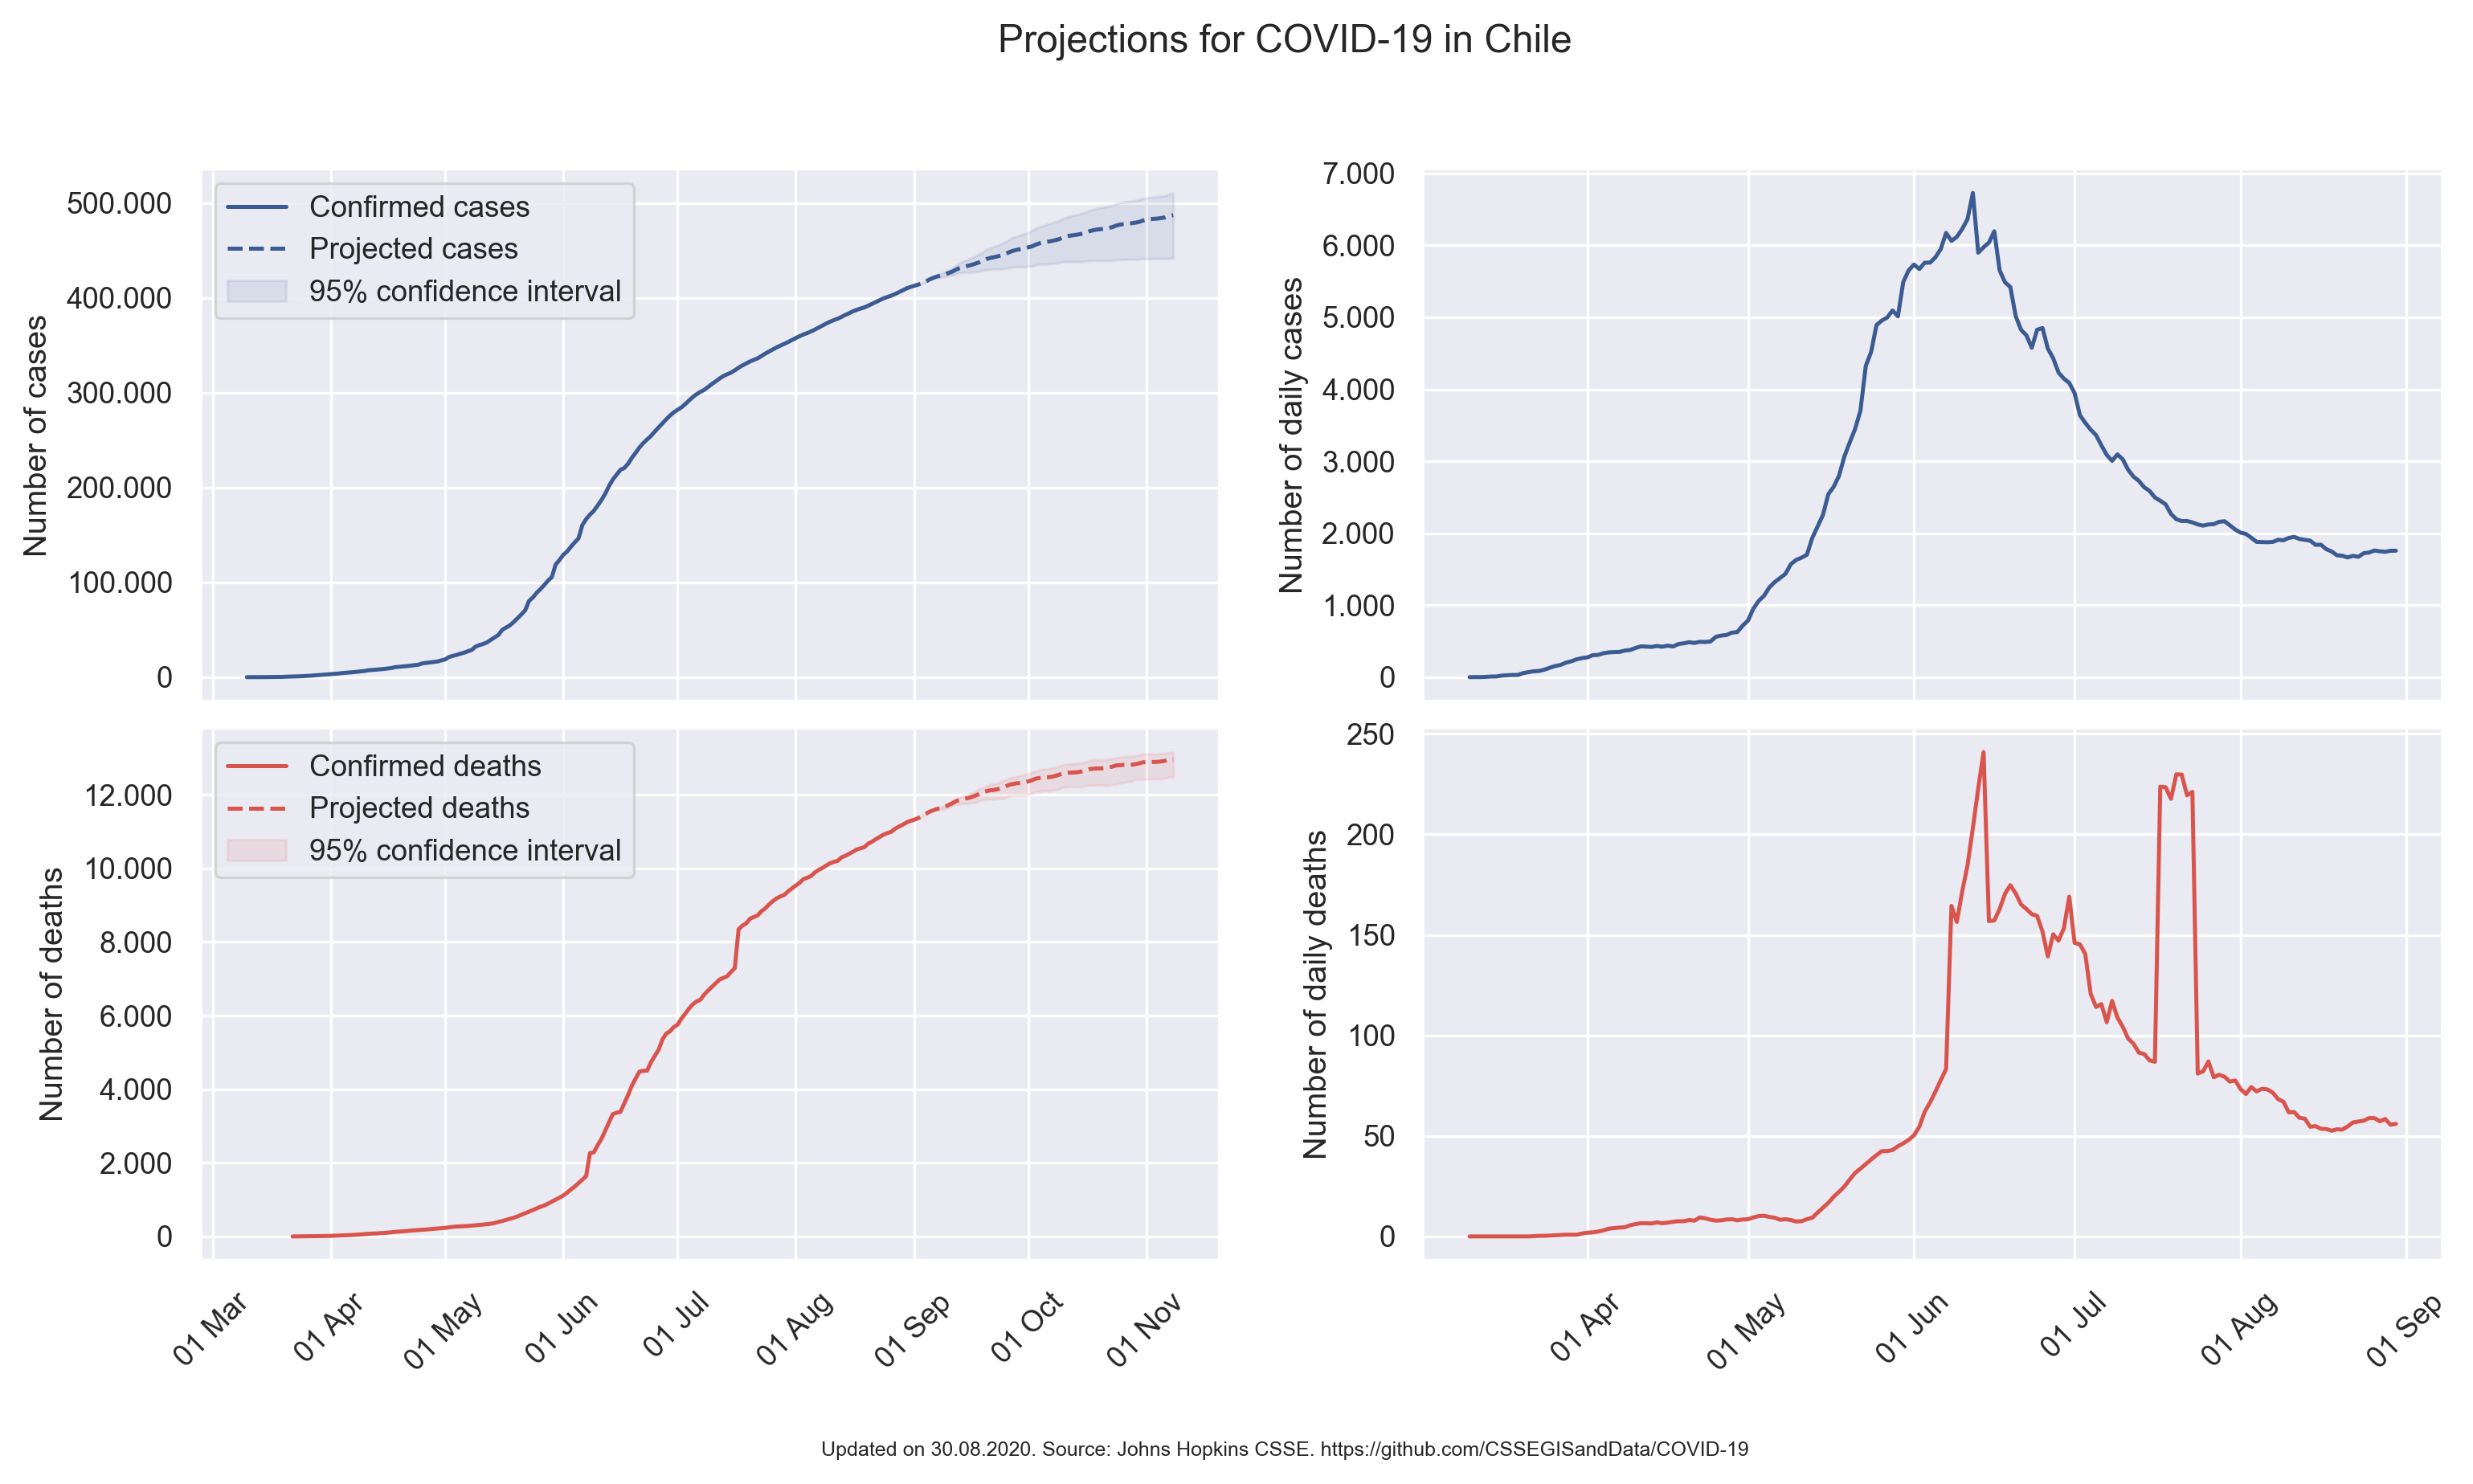 Projections for COVID-19 in Chile
Number of cases
500.000
400.000
300.000
200.000
100.000
0
Confirmed cases
Projected cases
95% confidence interval
Number of daily cases
7.000
6.000
5.000
4.000
3.000
2.000
1.000
0
Number of deaths
12.000
10.000
8.000
6.000
4.000
2.000
0
Confirmed deaths
Projected deaths
95% confidence interval
01 Mar
01 Apr
01 May
01 Jun
01 Jul
01 Aug
01 Sep
01 Oct
01 Nov
Number of daily deaths
250
200
150
100
50
0
01 Apr
01 May
01 Jun
01 Jul
01 Aug
01 Sep
Updated on 30.08.2020. Source: Johns Hopkins CSSE. https://github.com/CSSEGISandData/COVID-19